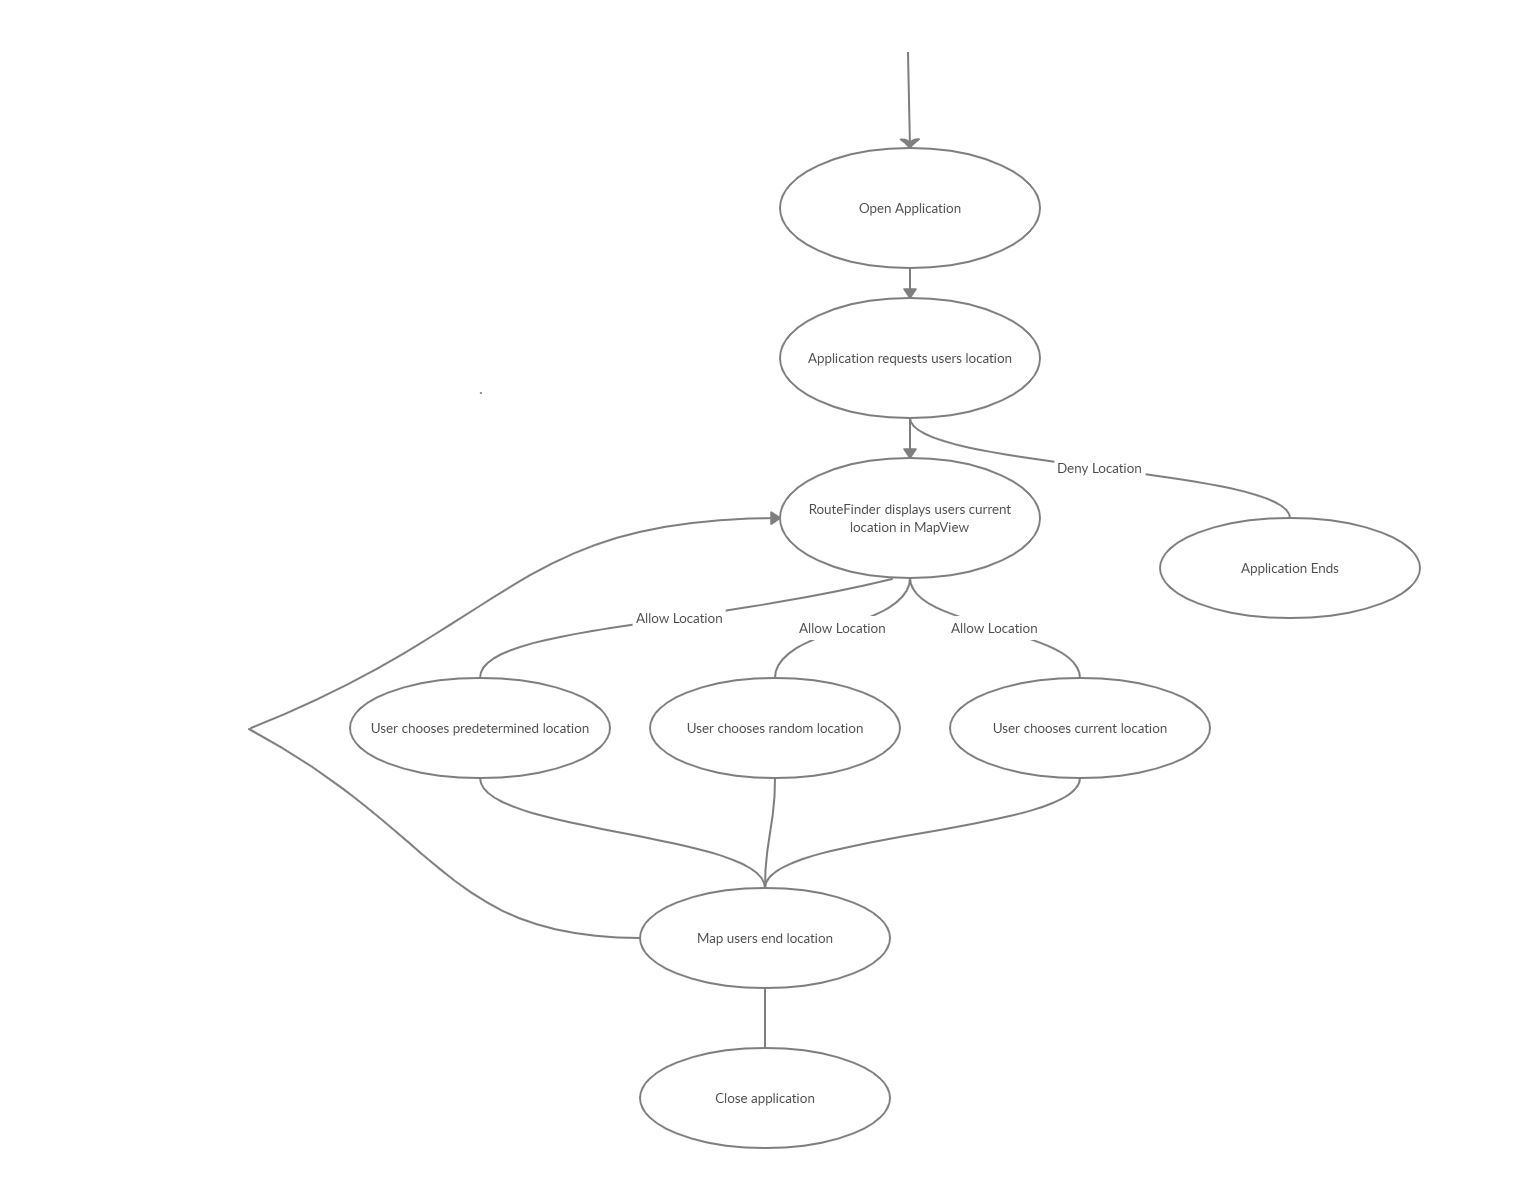 Open Application
Application requests users location
Deny Location
RouteFinder displays users current
location in MapView
Application Ends
Allow Location
Allow Location
Allow Location
User chooses predetermined location
User chooses random location
User chooses current location
Map users end location
Close application